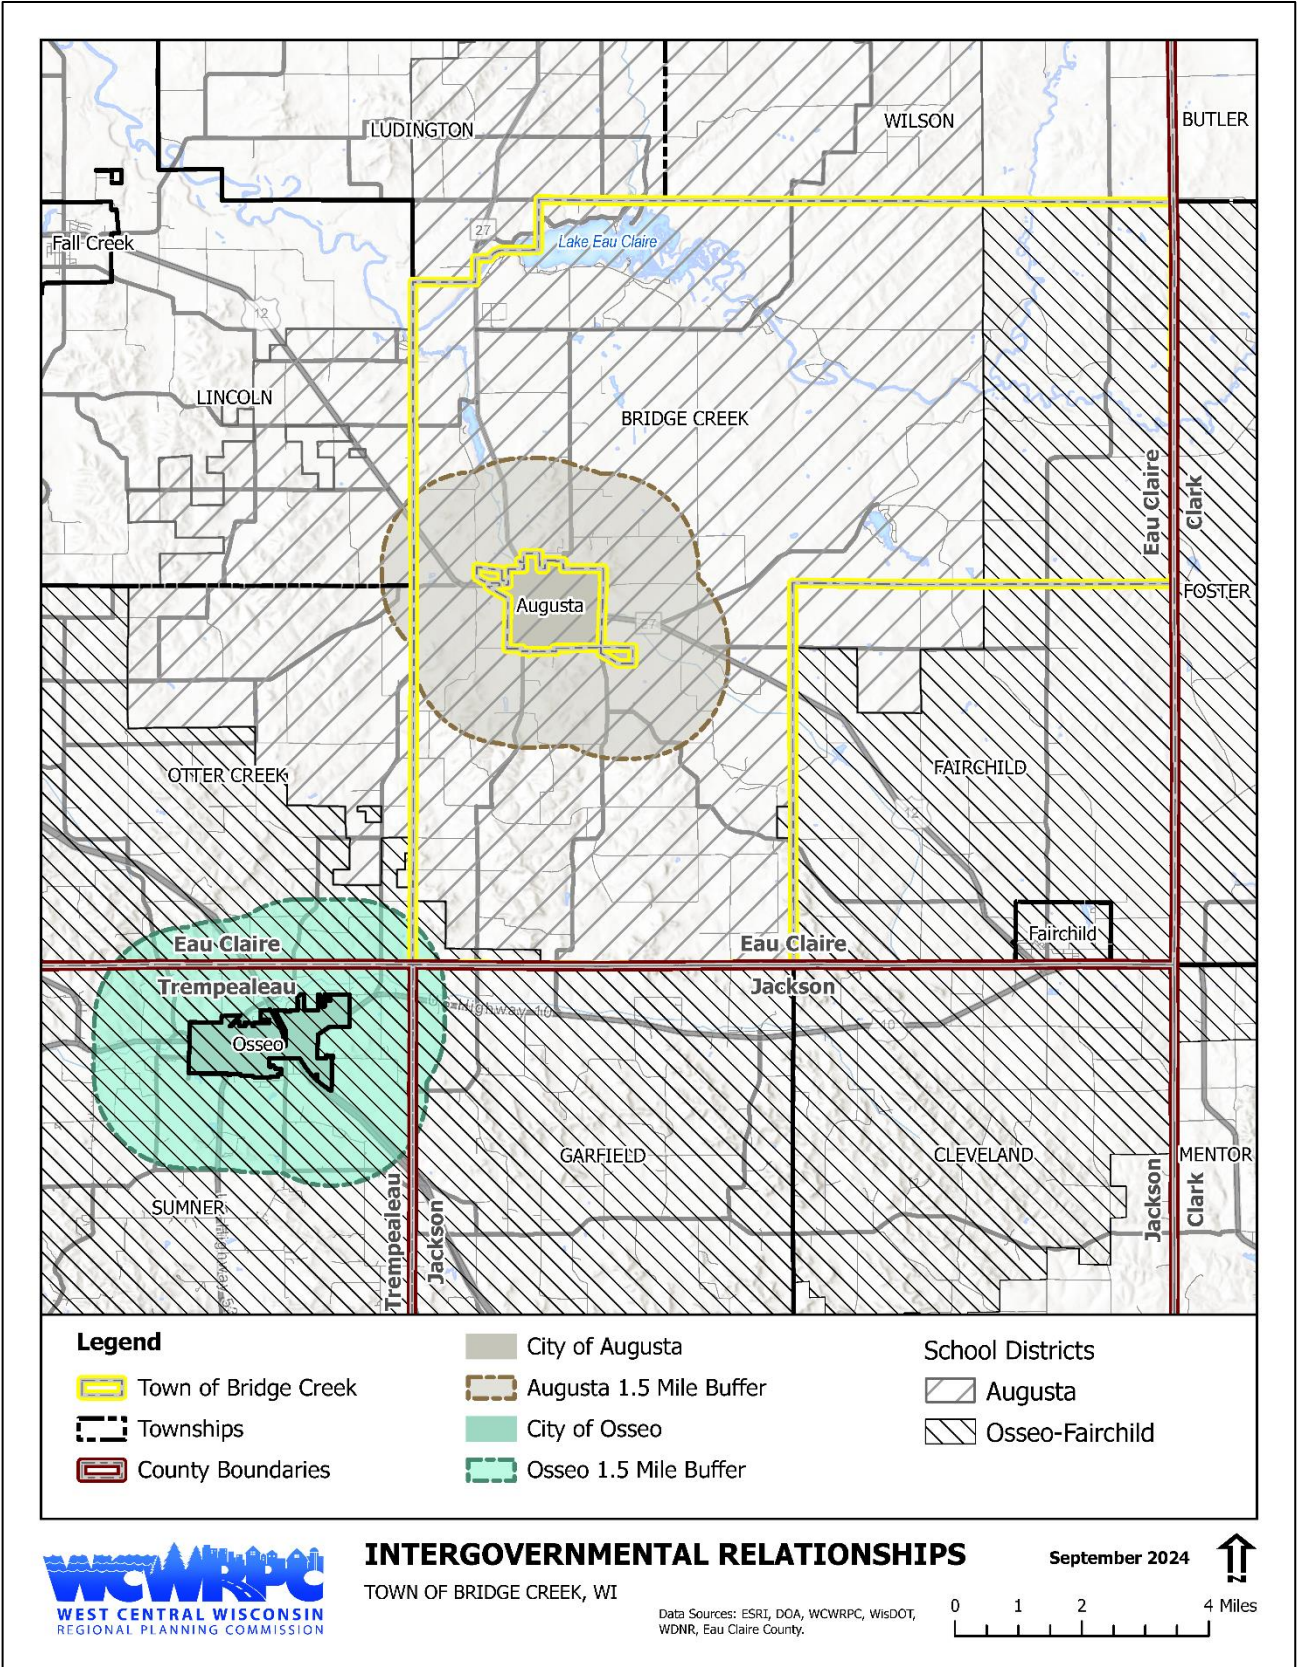 LUDINGTON
WILSON
BUTLER
Fall Creek
27
Lake Eau Claire
12
LINCOLN
BRIDGE CREEK
Eau Claire
Clark
Augusta
27
FOSTER
OTTER CREEK
FAIRCHILD
12
Eau Claire
Eau Claire
Fairchild
Trempealeau
Jackson
Highway 10
10
Osseo
GARFIELD
CLEVELAND
MENTOR
SUMNER
Trempealeau
Jackson
Jackson
Clark
Legend
Town of Bridge Creek
Townships
County Boundaries
City of Augusta
Augusta 1.5 Mile Buffer
City of Osseo
Osseo 1.5 Mile Buffer
School Districts
Augusta
Osseo-Fairchild
WCWRPC
WEST CENTRAL WISCONSIN
REGIONAL PLANNING COMMISSION
INTERGOVERNMENTAL RELATIONSHIPS
TOWN OF BRIDGE CREEK, WI
Data Sources: ESRI, DOA, WCWRPC, WisDOT,
WDNR, Eau Claire County.
September 2024
N
0 1 2 4 Miles